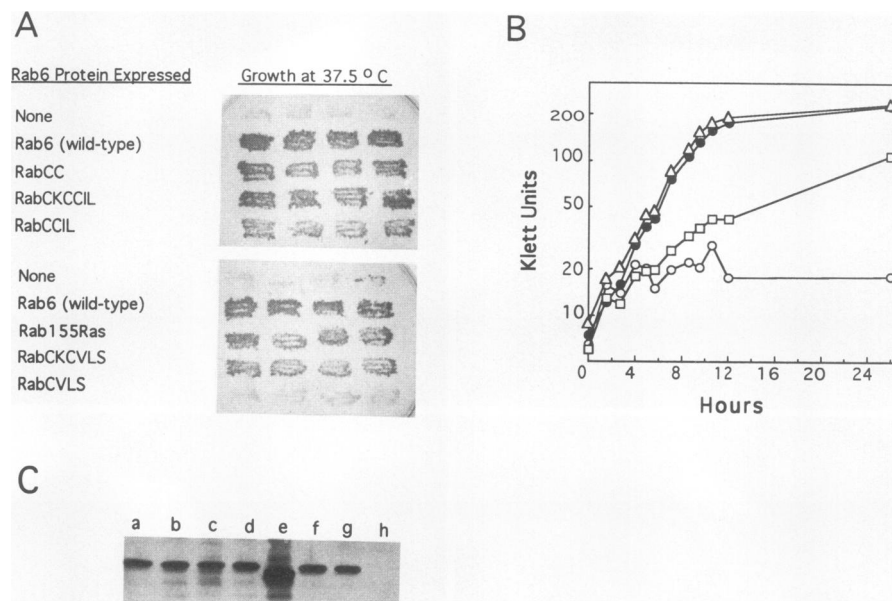 A
Rab6 Protein Expressed
Growth at 37.5 ° C
None
Rab6 (wild-type)
RabCC
RabCKCCIL
RabCCIL
None
Rab6 (wild-type)
Rab155Ras
RabCKCVLS
RabCVLS
B
Klett Units
200
100
50
20
10
0 4 8 12 16 20 24
Hours
C
a b c d e f g h